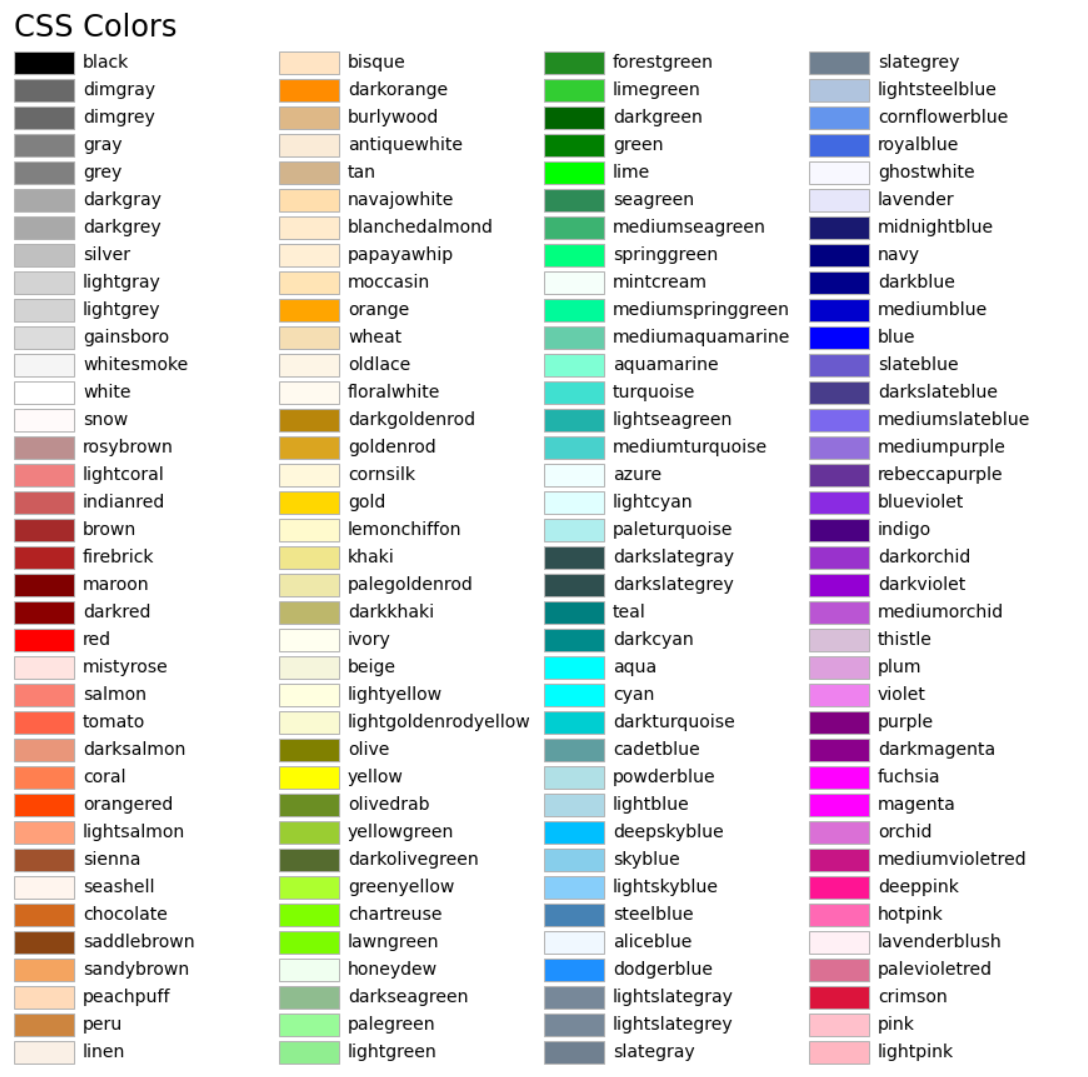 CSS Colors
black
dimgray
dimgrey
gray
grey
darkgray
darkgrey
silver
lightgray
lightgrey
gainsboro
whitesmoke
white
snow
rosybrown
lightcoral
indianred
brown
firebrick
maroon
darkred
red
mistyrose
salmon
tomato
darksalmon
coral
orangered
lightsalmon
sienna
seashell
chocolate
saddlebrown
sandybrown
peachpuff
peru
linen
bisque
darkorange
burlywood
antiquewhite
tan
navajowhite
blanchedalmond
papayawhip
moccasin
orange
wheat
oldlace
floralwhite
darkgoldenrod
goldenrod
cornsilk
gold
lemonchiffon
khaki
palegoldenrod
darkkhaki
ivory
beige
lightyellow
lightgoldenrodyellow
olive
yellow
olivedrab
yellowgreen
darkolivegreen
greenyellow
chartreuse
lawngreen
honeydew
darkseagreen
palegreen
lightgreen
forestgreen
limegreen
darkgreen
green
lime
seagreen
mediumseagreen
springgreen
mintcream
mediumspringgreen
mediumaquamarine
aquamarine
turquoise
lightseagreen
mediumturquoise
azure
lightcyan
paleturquoise
darkslategray
darkslategrey
teal
darkcyan
aqua
cyan
darkturquoise
cadetblue
powderblue
lightblue
deepskyblue
skyblue
lightskyblue
steelblue
aliceblue
dodgerblue
lightslategray
lightslategrey
slategray
slategrey
lightsteelblue
cornflowerblue
royalblue
ghostwhite
lavender
midnightblue
navy
darkblue
mediumblue
blue
slateblue
darkslateblue
mediumslateblue
mediumpurple
rebeccapurple
blueviolet
indigo
darkorchid
darkviolet
mediumorchid
thistle
plum
violet
purple
darkmagenta
fuchsia
magenta
orchid
mediumvioletred
deeppink
hotpink
lavenderblush
palevioletred
crimson
pink
lightpink